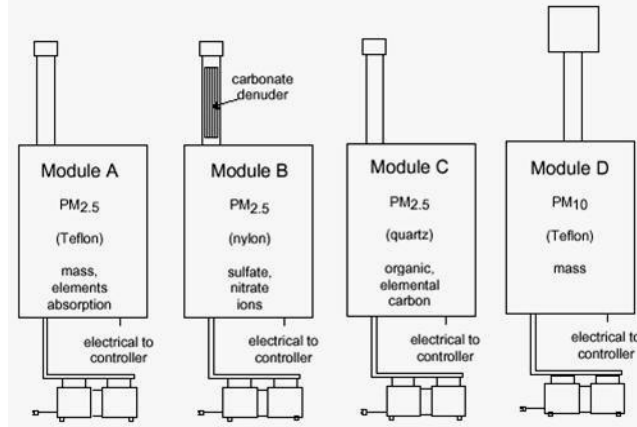 carbonate
denuder
Module A
PM2.5
(Teflon)
mass,
elements
absorption
electrical to
controller
Module B
PM2.5
(nylon)
sulfate,
nitrate
ions
electrical to
controller
Module C
PM2.5
(quartz)
organic,
elemental
carbon
electrical to
controller
Module D
PM10
(Teflon)
mass
electrical to
controller